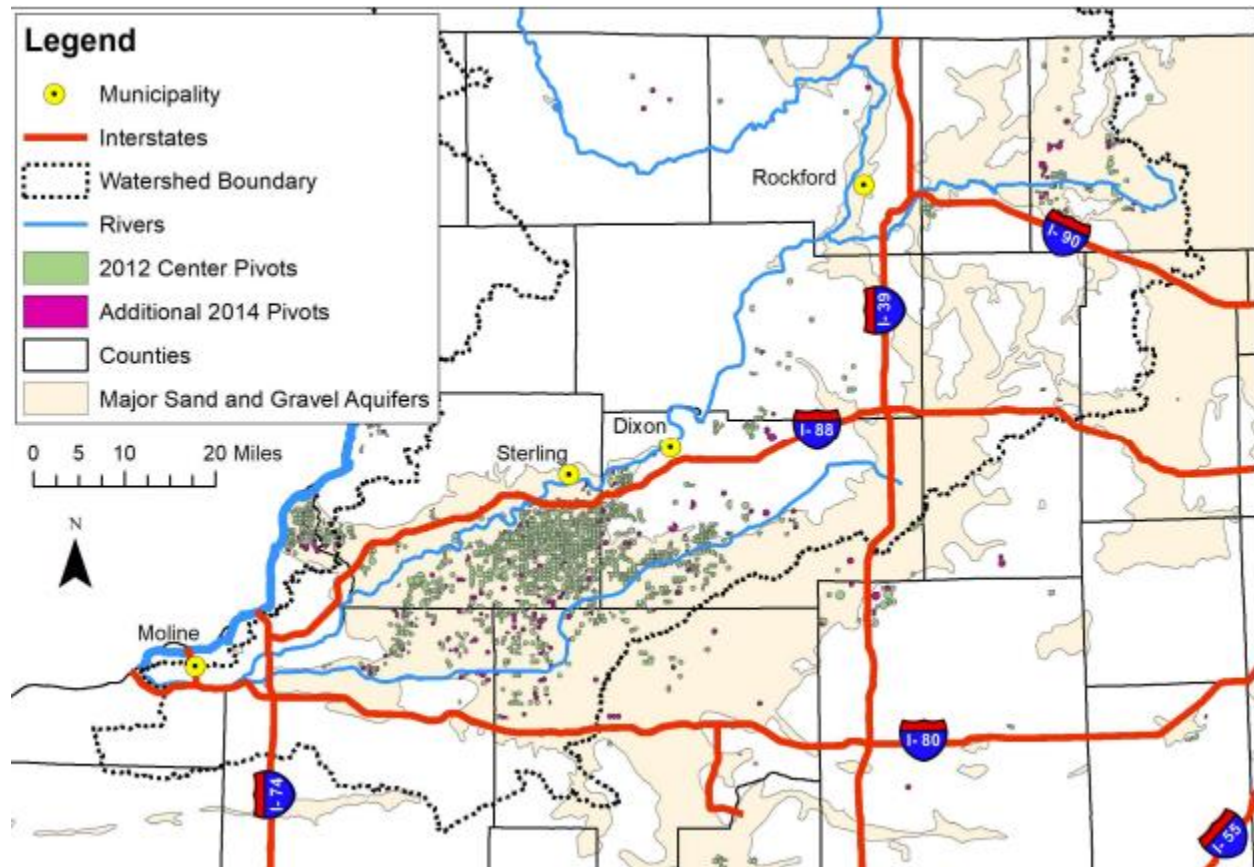 Legend
Municipality
Interstates
Watershed Boundary
Rivers
2012 Center Pivots
Additional 2014 Pivots
Counties
Major Sand and Gravel Aquifers
0 5 10 20 Miles
N
Rockford
I-90
I-39
Dixon
I-88
Sterling
Moline
I-80
I-74
I-55